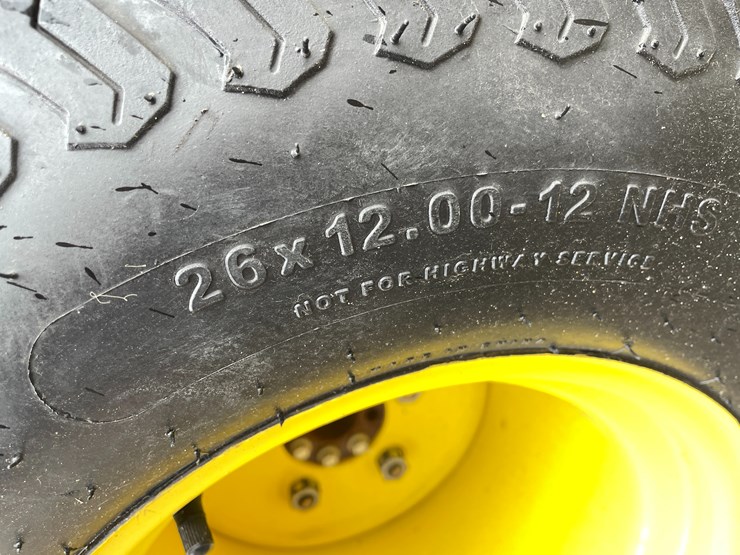 26x12.00-12 NHS
NOT FOR HIGHWAY SERVICE